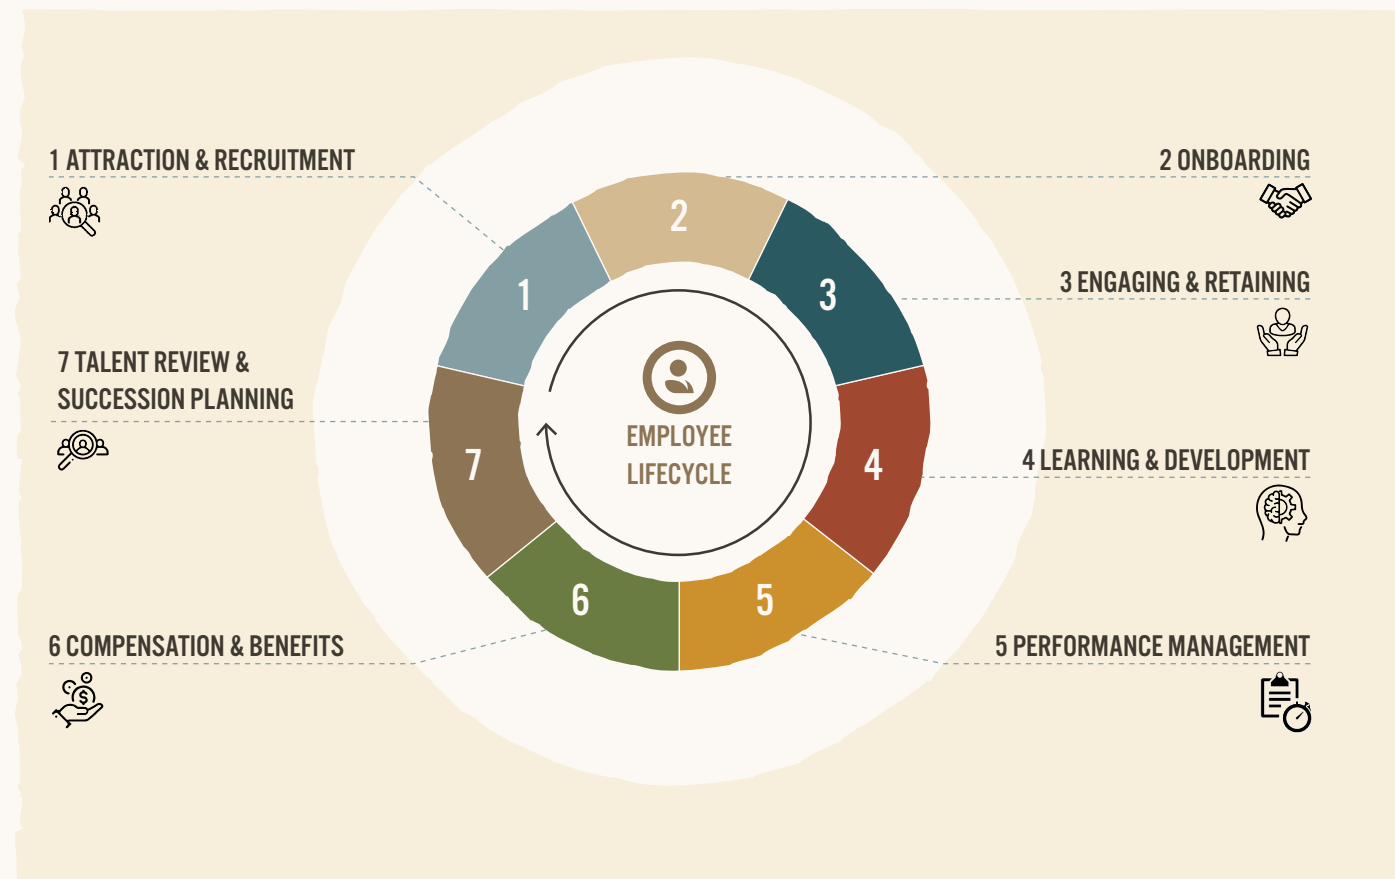 1 ATTRACTION & RECRUITMENT
2 ONBOARDING
3 ENGAGING & RETAINING
4 LEARNING & DEVELOPMENT
5 PERFORMANCE MANAGEMENT
6 COMPENSATION & BENEFITS
7 TALENT REVIEW &
SUCCESSION PLANNING
1
2
3
4
5
6
7
EMPLOYEE
LIFECYCLE
$